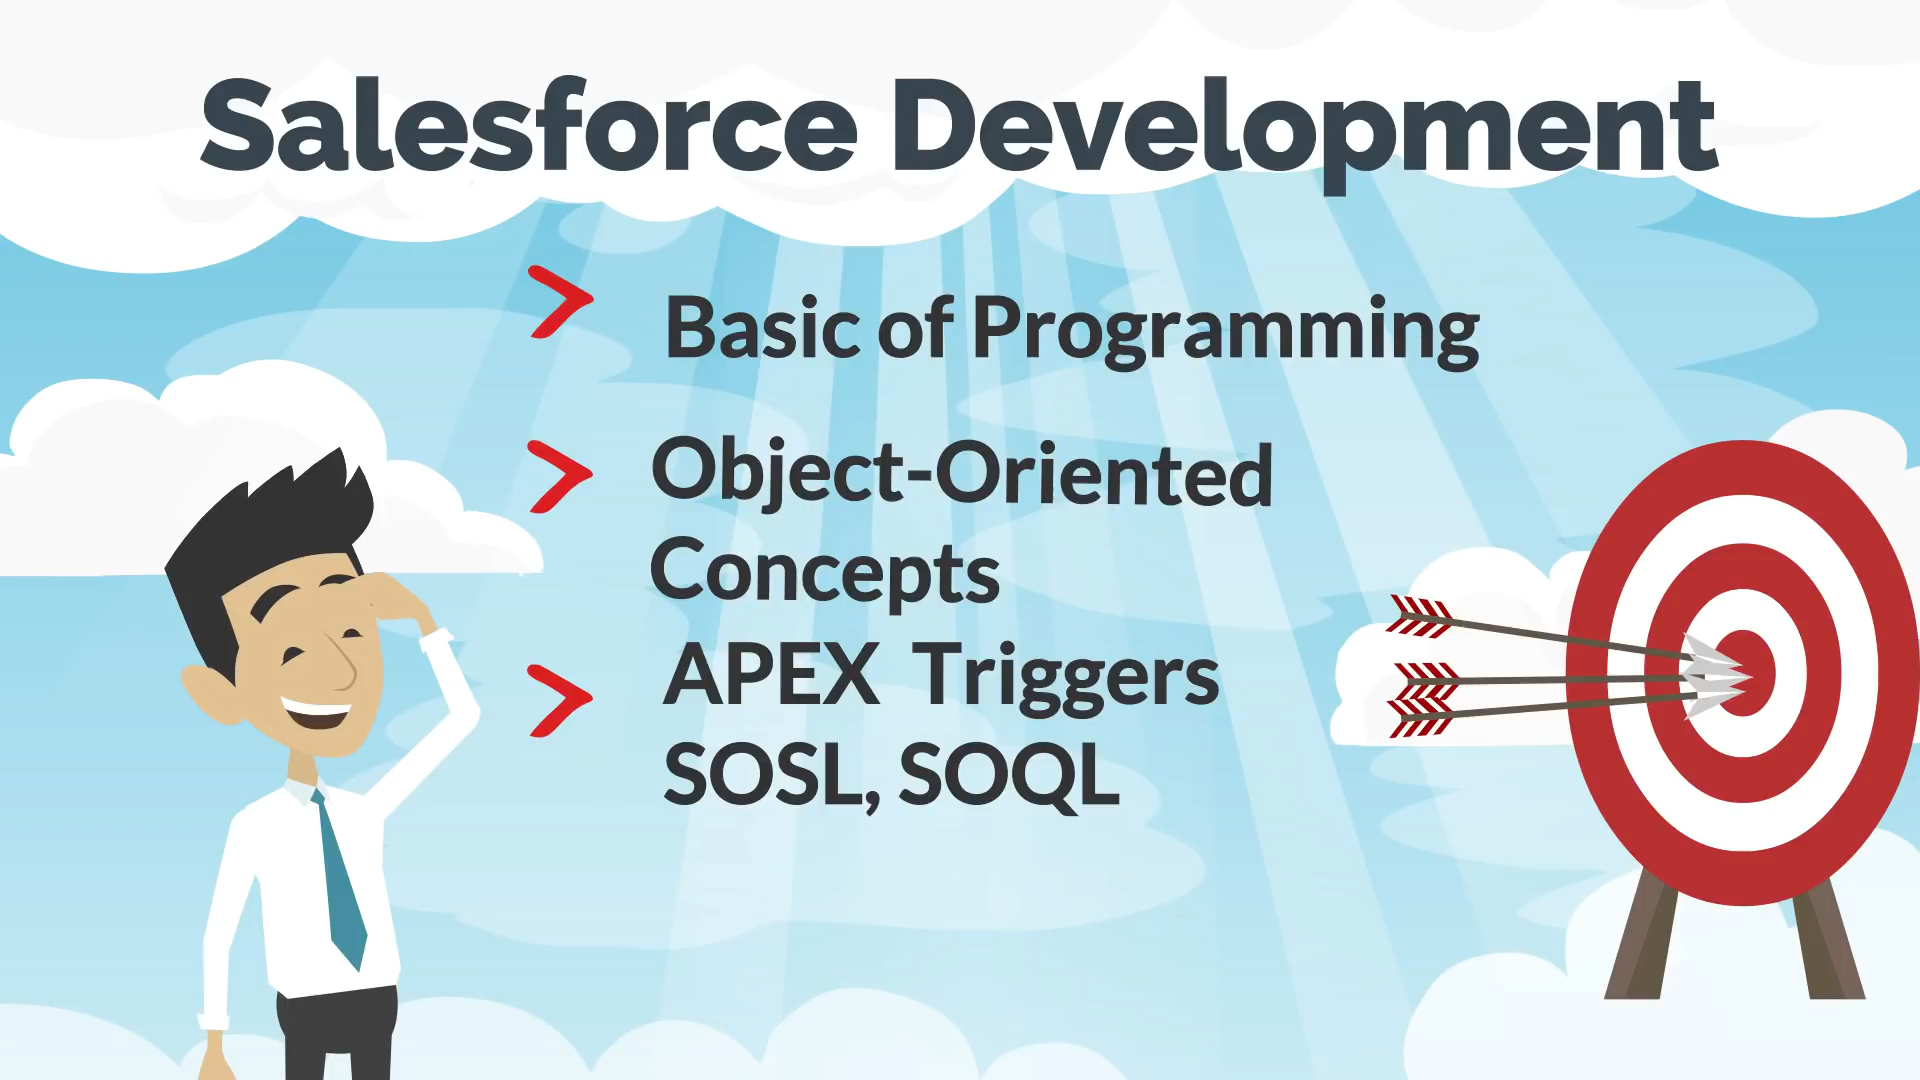 Salesforce Development
Basic of Programming
Object-Oriented
Concepts
APEX Triggers
SOSL, SOQL